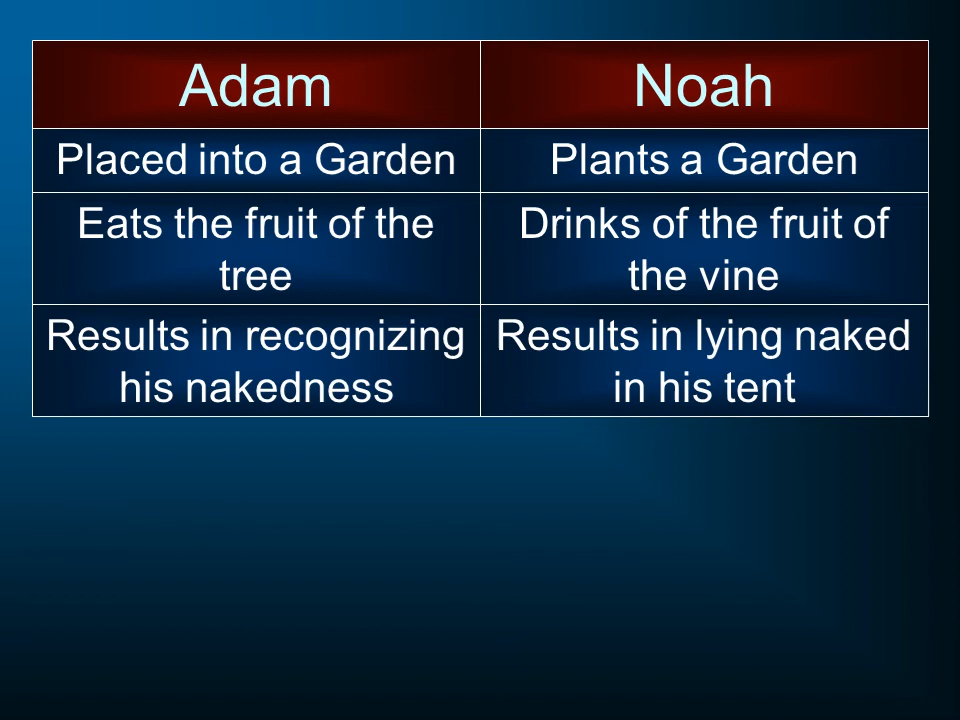 Adam Noah
Placed into a Garden Plants a Garden
Eats the fruit of the
tree
Drinks of the fruit of
the vine
Results in recognizing
his nakedness
Results in lying naked
in his tent